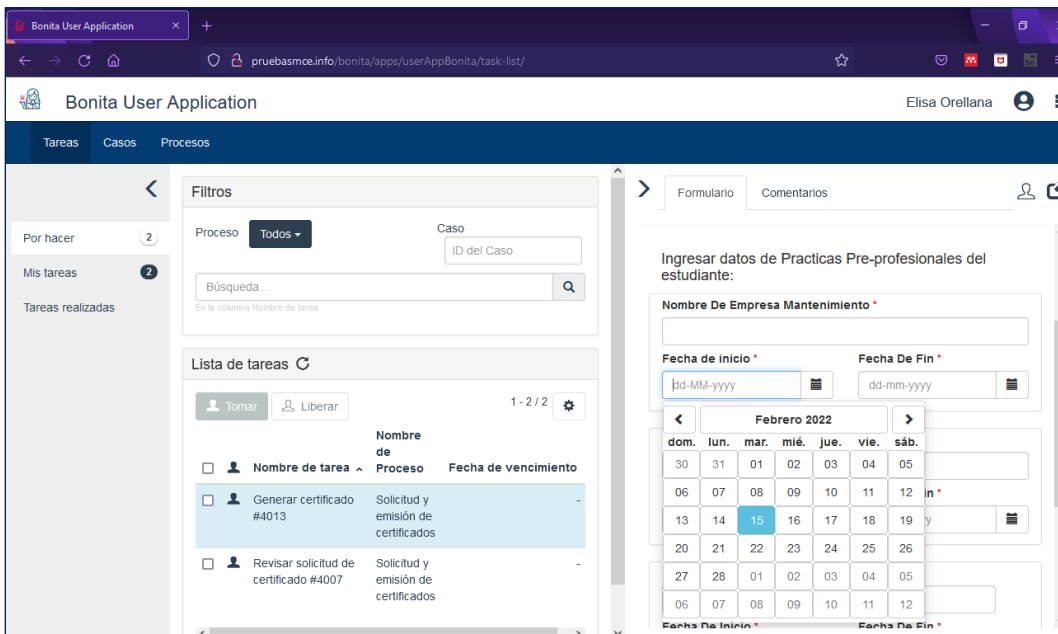 Bonita User Application
pruebasmce.info/bonita/apps/userAppBonita/task-list/
Bonita User Application
Elisa Orellana
Tareas Casos Procesos
Por hacer 2
Mis tareas 2
Tareas realizadas
Filtros
Proceso Todos
Caso
ID del Caso
Búsqueda...
En la columna Nombre de tarea
Lista de tareas
Tomar Liberar 1 - 2 / 2
Nombre de tarea Nombre de Proceso Fecha de vencimiento
Generar certificado #4013
Solicitud y emisión de certificados
-
Revisar solicitud de certificado #4007
Solicitud y emisión de certificados
-
Formulario Comentarios
Ingresar datos de Practicas Pre-profesionales del
estudiante:
Nombre De Empresa Mantenimiento *
Fecha de inicio * Fecha De Fin *
dd-MM-yyyy dd-mm-yyyy
Febrero 2022
dom. lun. mar. mié. jue. vie. sáb.
30 31 01 02 03 04 05
06 07 08 09 10 11 12
in *
13 14 15 16 17 18 19
y
20 21 22 23 24 25 26
27 28 01 02 03 04 05
06 07 08 09 10 11 12
Fecha De Inicio * Fecha De Fin *